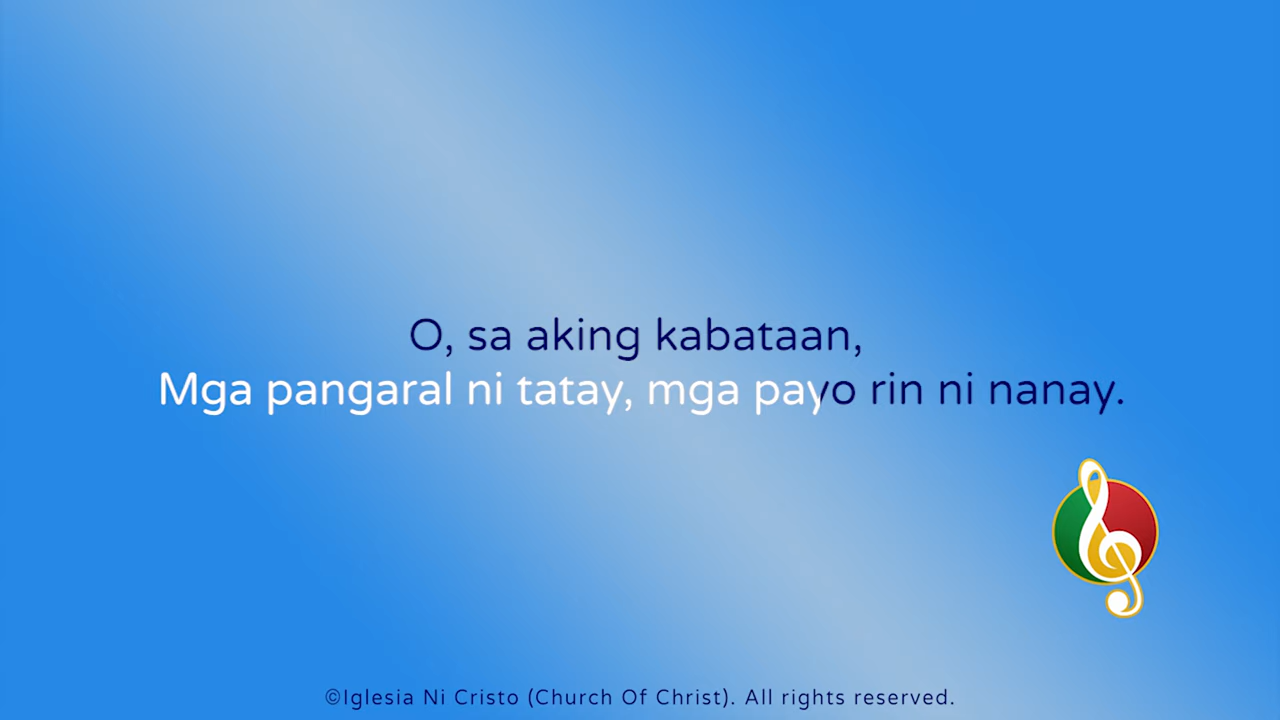 O, sa aking kabataan,
Mga pangaral ni tatay, mga payo rin ni nanay.
©Iglesia Ni Cristo (Church Of Christ). All rights reserved.